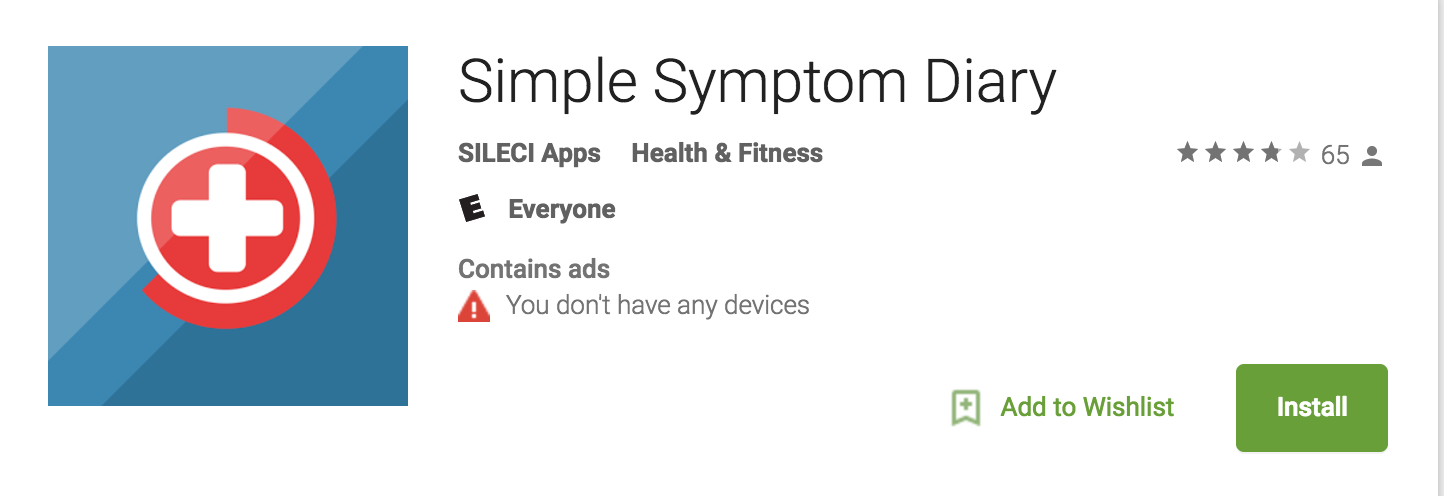 Simple Symptom Diary
SILECI Apps Health & Fitness 65
E Everyone
Contains ads
You don't have any devices
Add to Wishlist Install